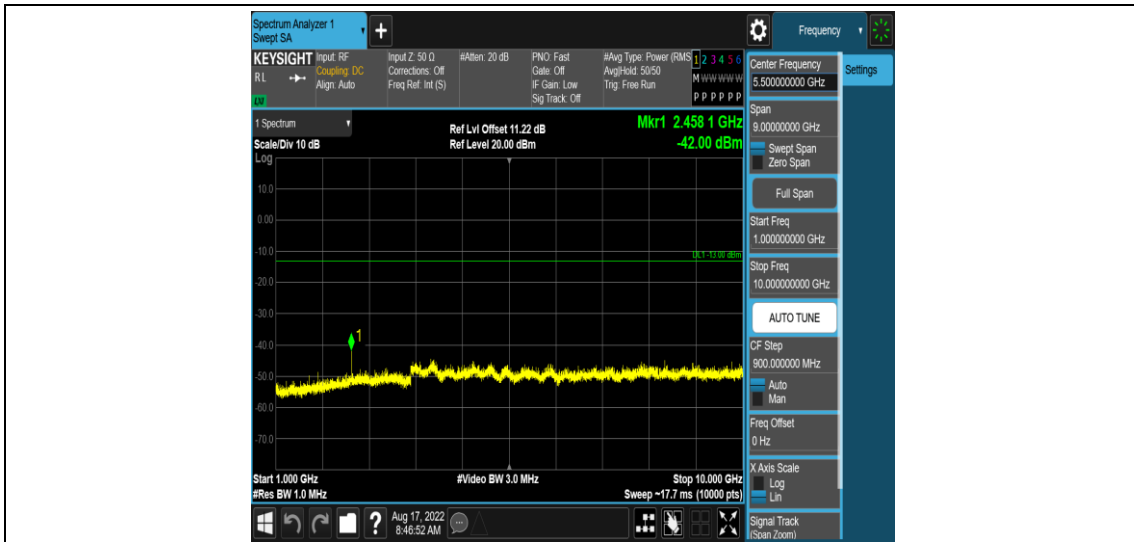 Spectrum Analyzer 1
Swept SA
Frequency
KEYSIGHT
RL
LXI
Input: RF
Coupling: DC
Align: Auto
Input Z: 50 Ω
Corrections: Off
Freq Ref: Int (S)
#Atten: 20 dB
PNO: Fast
Gate: Off
IF Gain: Low
Sig Track: Off
#Avg Type: Power (RMS
Avg|Hold: 50/50
Trig: Free Run
1 2 3 4 5 6
M W W W W W
P P P P P P
Center Frequency
5.500000000 GHz
Settings
Span
9.00000000 GHz
Swept Span
Zero Span
Full Span
Start Freq
1.000000000 GHz
Stop Freq
10.000000000 GHz
AUTO TUNE
CF Step
900.000000 MHz
Auto
Man
Freq Offset
0 Hz
X Axis Scale
Log
Lin
Signal Track
(Span Zoom)
1 Spectrum
Scale/Div 10 dB
Ref Lvl Offset 11.22 dB
Ref Level 20.00 dBm
Mkr1 2.458 1 GHz
-42.00 dBm
Log
10.0
0.00
-10.0
DL1 -13.00 dBm
-20.0
-30.0
1
-40.0
-50.0
-60.0
-70.0
Start 1.000 GHz
#Res BW 1.0 MHz
#Video BW 3.0 MHz
Stop 10.000 GHz
Sweep ~17.7 ms (10000 pts)
?
Aug 17, 2022
8:46:52 AM